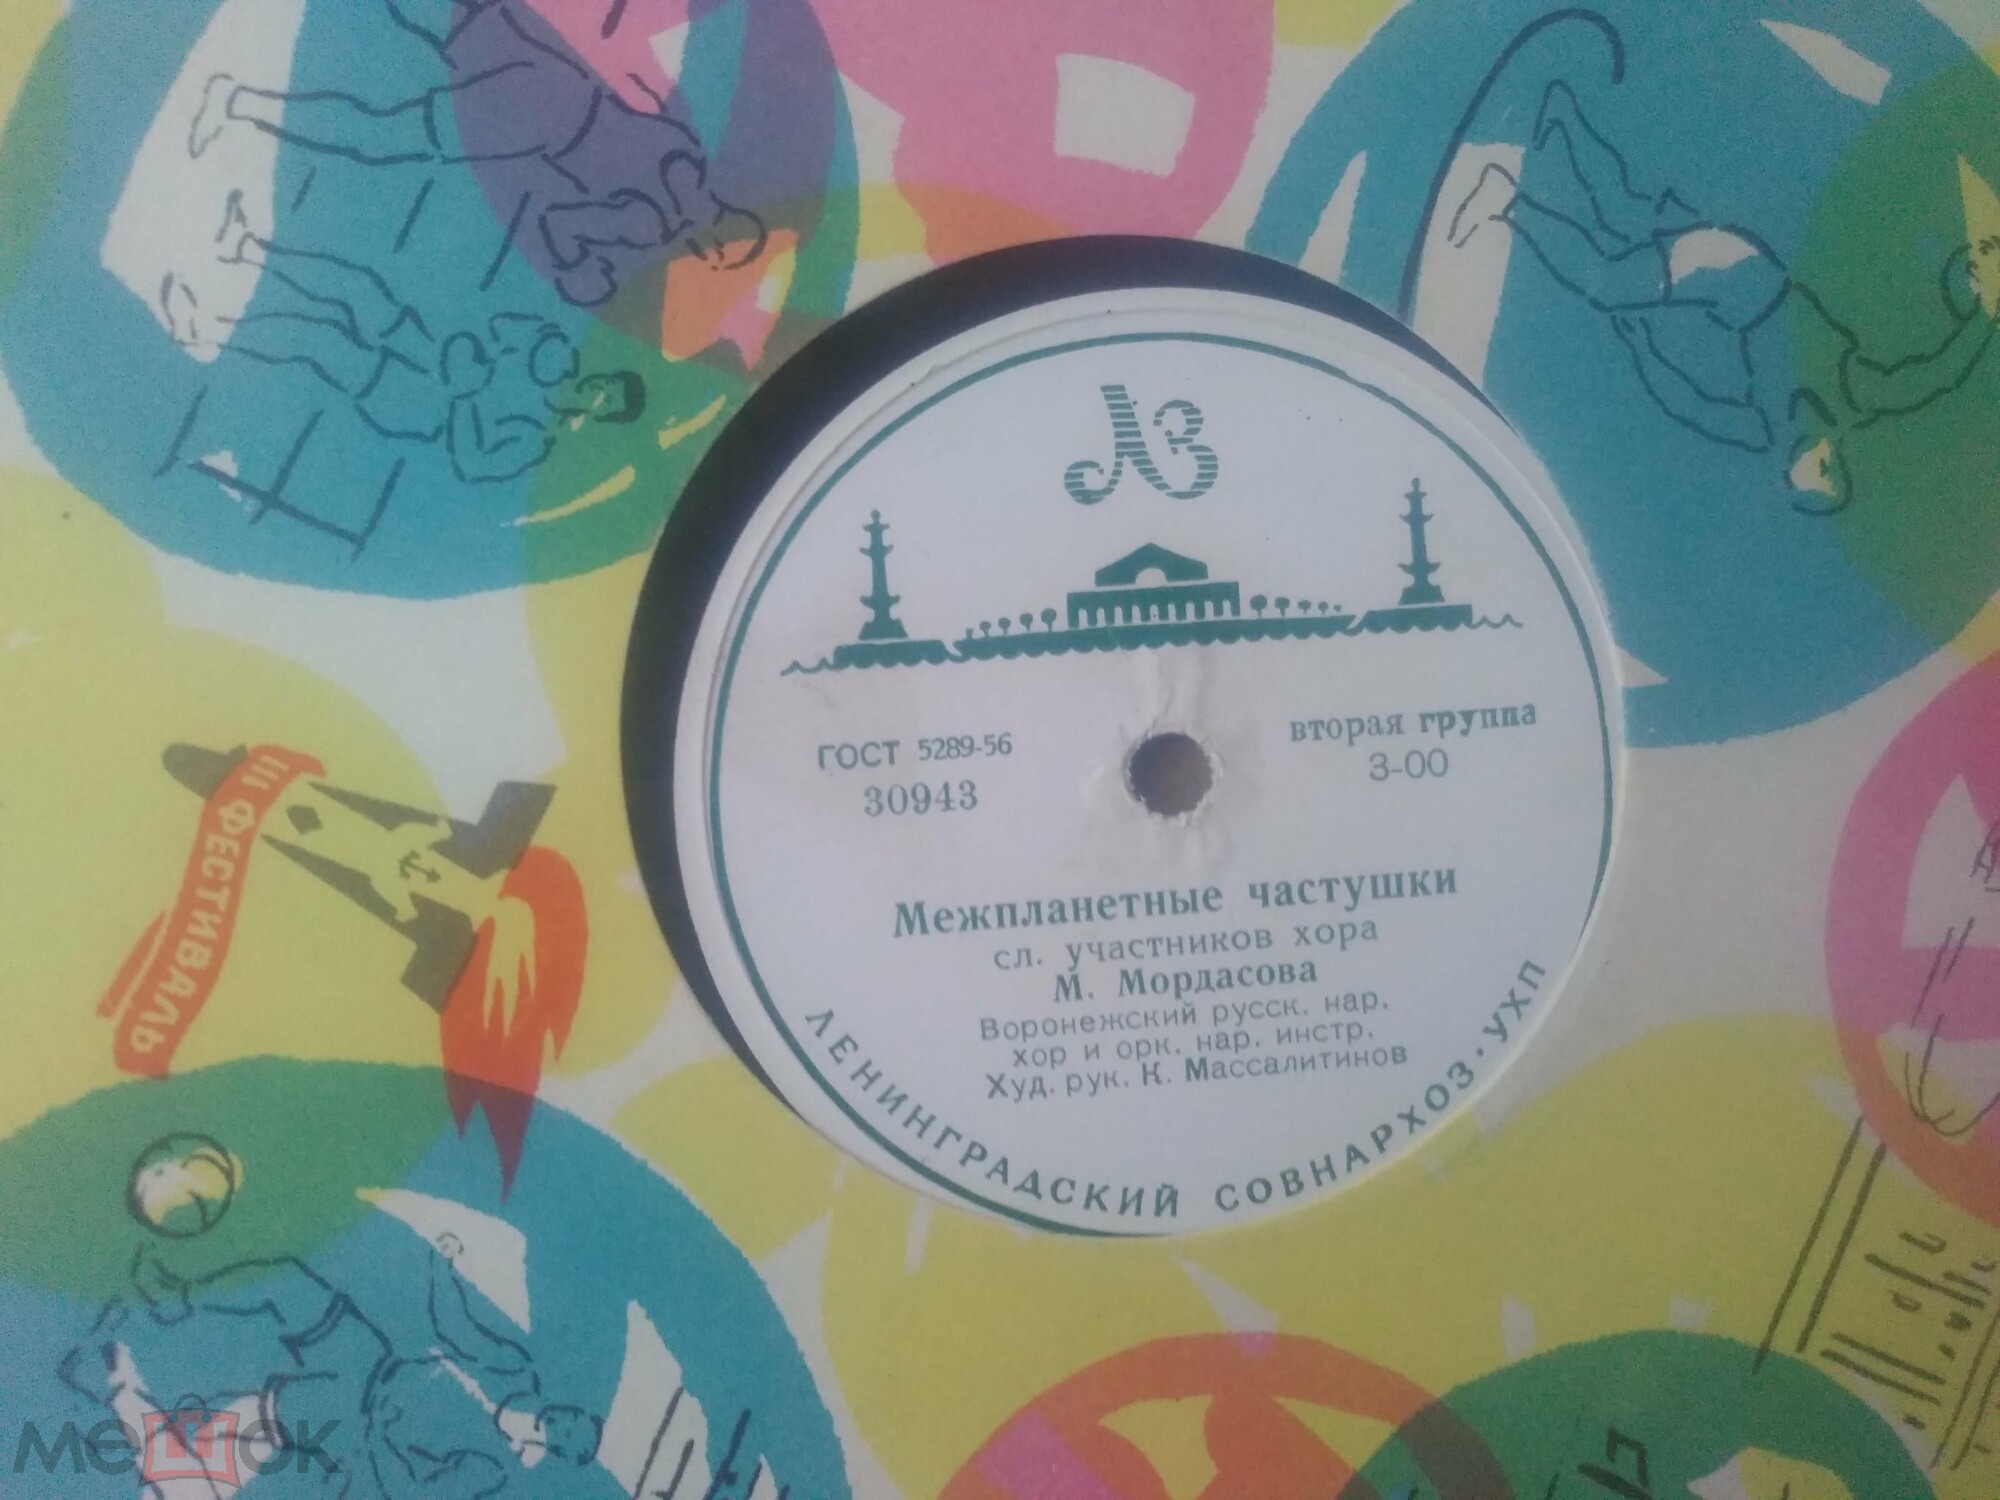 ЛЗ
ГОСТ 5289-56
30943
вторая группа
3-00
Межпланетные частушки
сл. участников хора
М. Мордасова
Воронежский русск. нар.
хор и орк. нар. инстр.
Худ. рук. К. Массалитинов
ЛЕНИНГРАДСКИЙ СОВНАРХОЗ·УХП
III ФЕСТИВАЛЬ
мешок